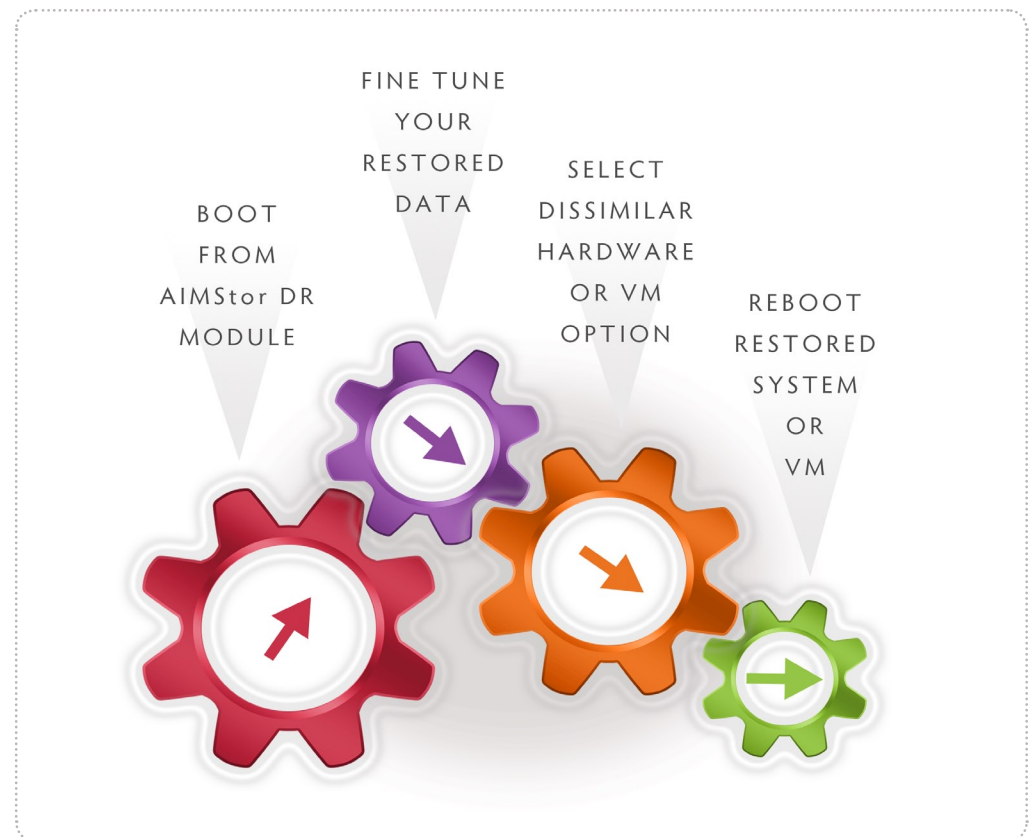 BOOT
FROM
AIMStor DR
MODULE
FINE TUNE
YOUR
RESTORED
DATA
SELECT
DISSIMILAR
HARDWARE
OR VM
OPTION
REBOOT
RESTORED
SYSTEM
OR
VM